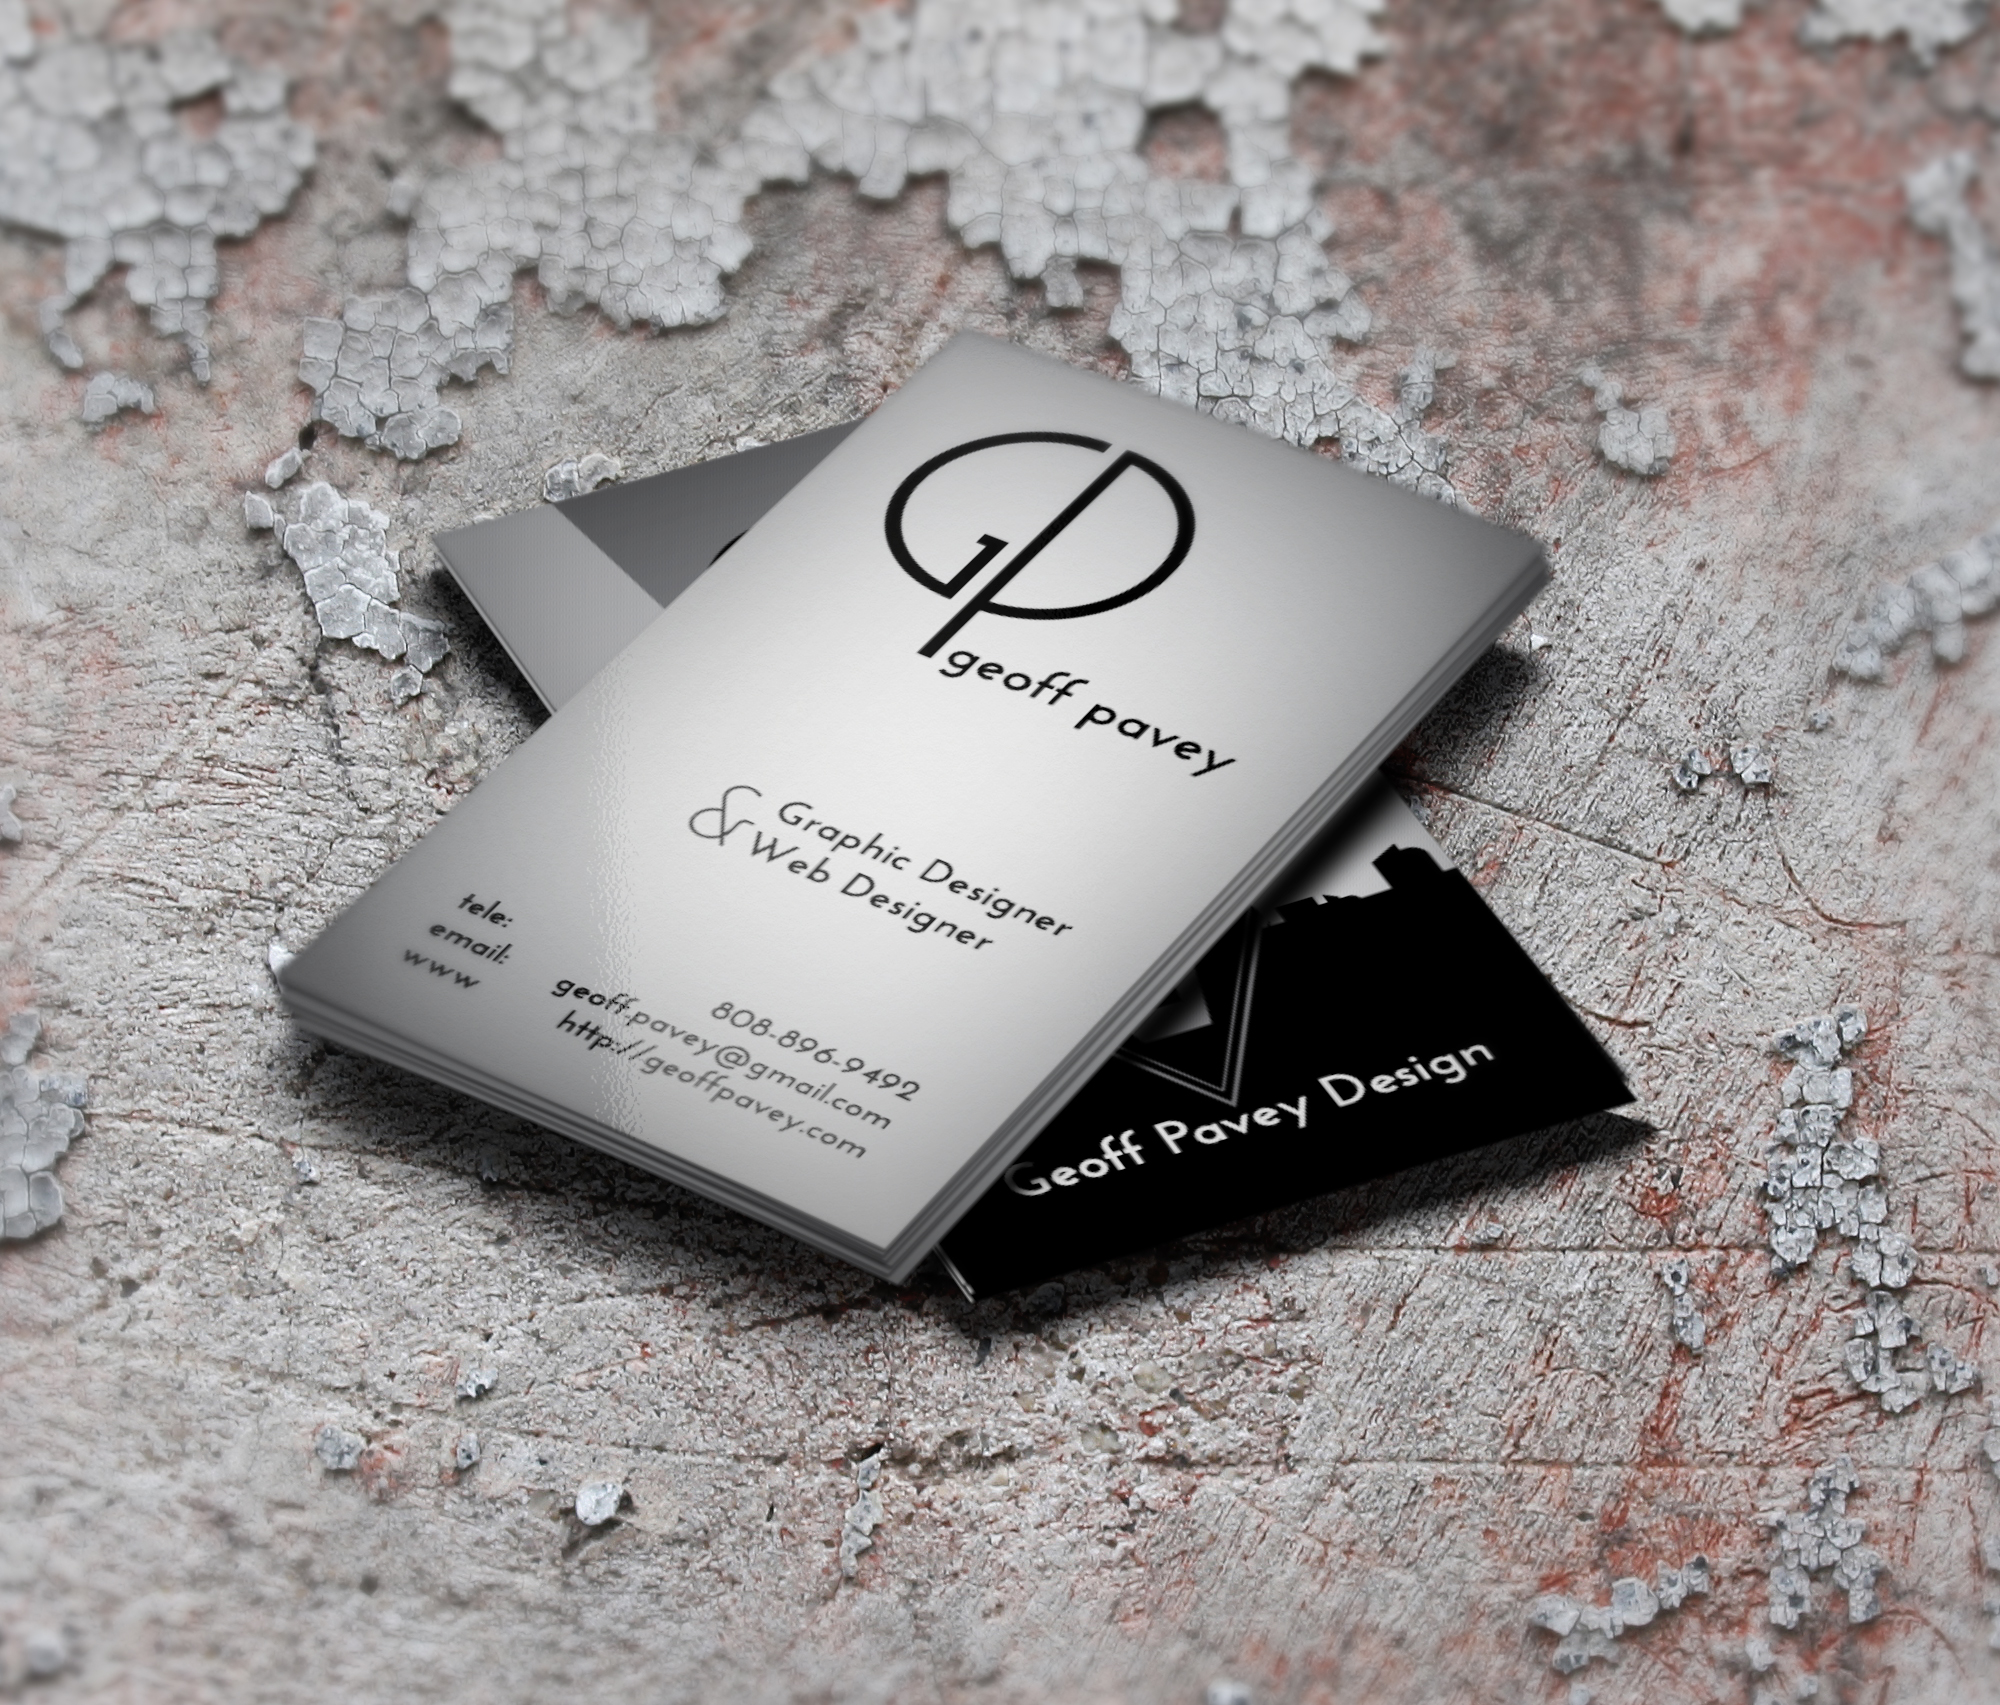 GP
geoff pavey
Graphic Designer
& Web Designer
tele: 808-896-9492
email: geoff.pavey@gmail.com
www http://geoffpavey.com
Geoff Pavey Design